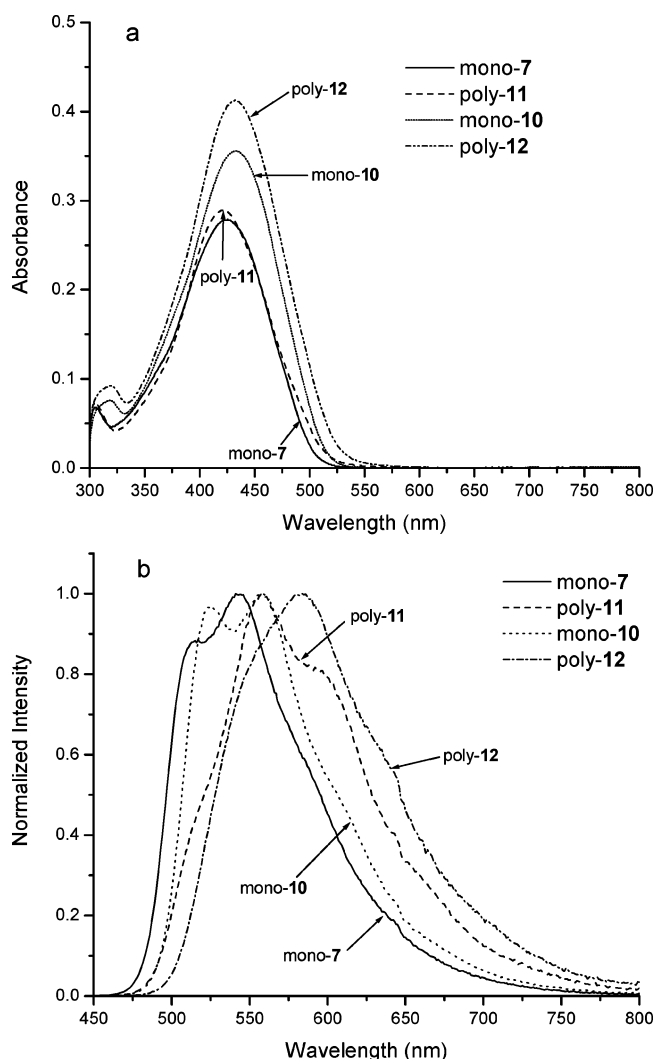 a
0.5
0.4
0.3
0.2
0.1
0.0
Absorbance
mono-7
poly-11
mono-10
poly-12
poly-12
mono-10
poly-11
mono-7
300 350 400 450 500 550 600 650 700 750 800
Wavelength (nm)
b
1.0
0.8
0.6
0.4
0.2
0.0
Normalized Intensity
mono-7
poly-11
mono-10
poly-12
poly-11
poly-12
mono-10
mono-7
450 500 550 600 650 700 750 800
Wavelength (nm)